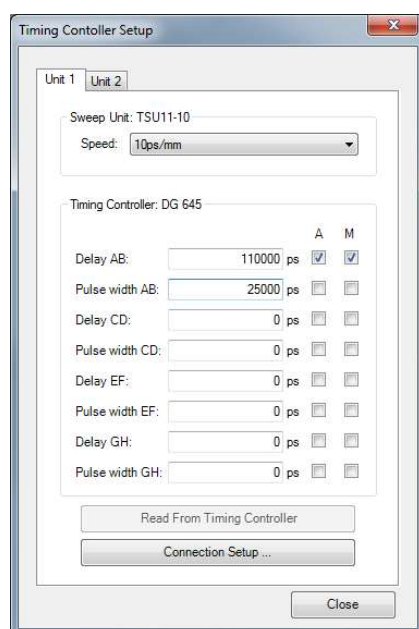 Timing Contoller Setup
Unit 1 Unit 2
Sweep Unit: TSU11-10
Speed: 10ps/mm
Timing Controller: DG 645
A M
Delay AB: 110000 ps
Pulse width AB: 25000 ps
Delay CD: 0 ps
Pulse width CD: 0 ps
Delay EF: 0 ps
Pulse width EF: 0 ps
Delay GH: 0 ps
Pulse width GH: 0 ps
Read From Timing Controller
Connection Setup ...
Close